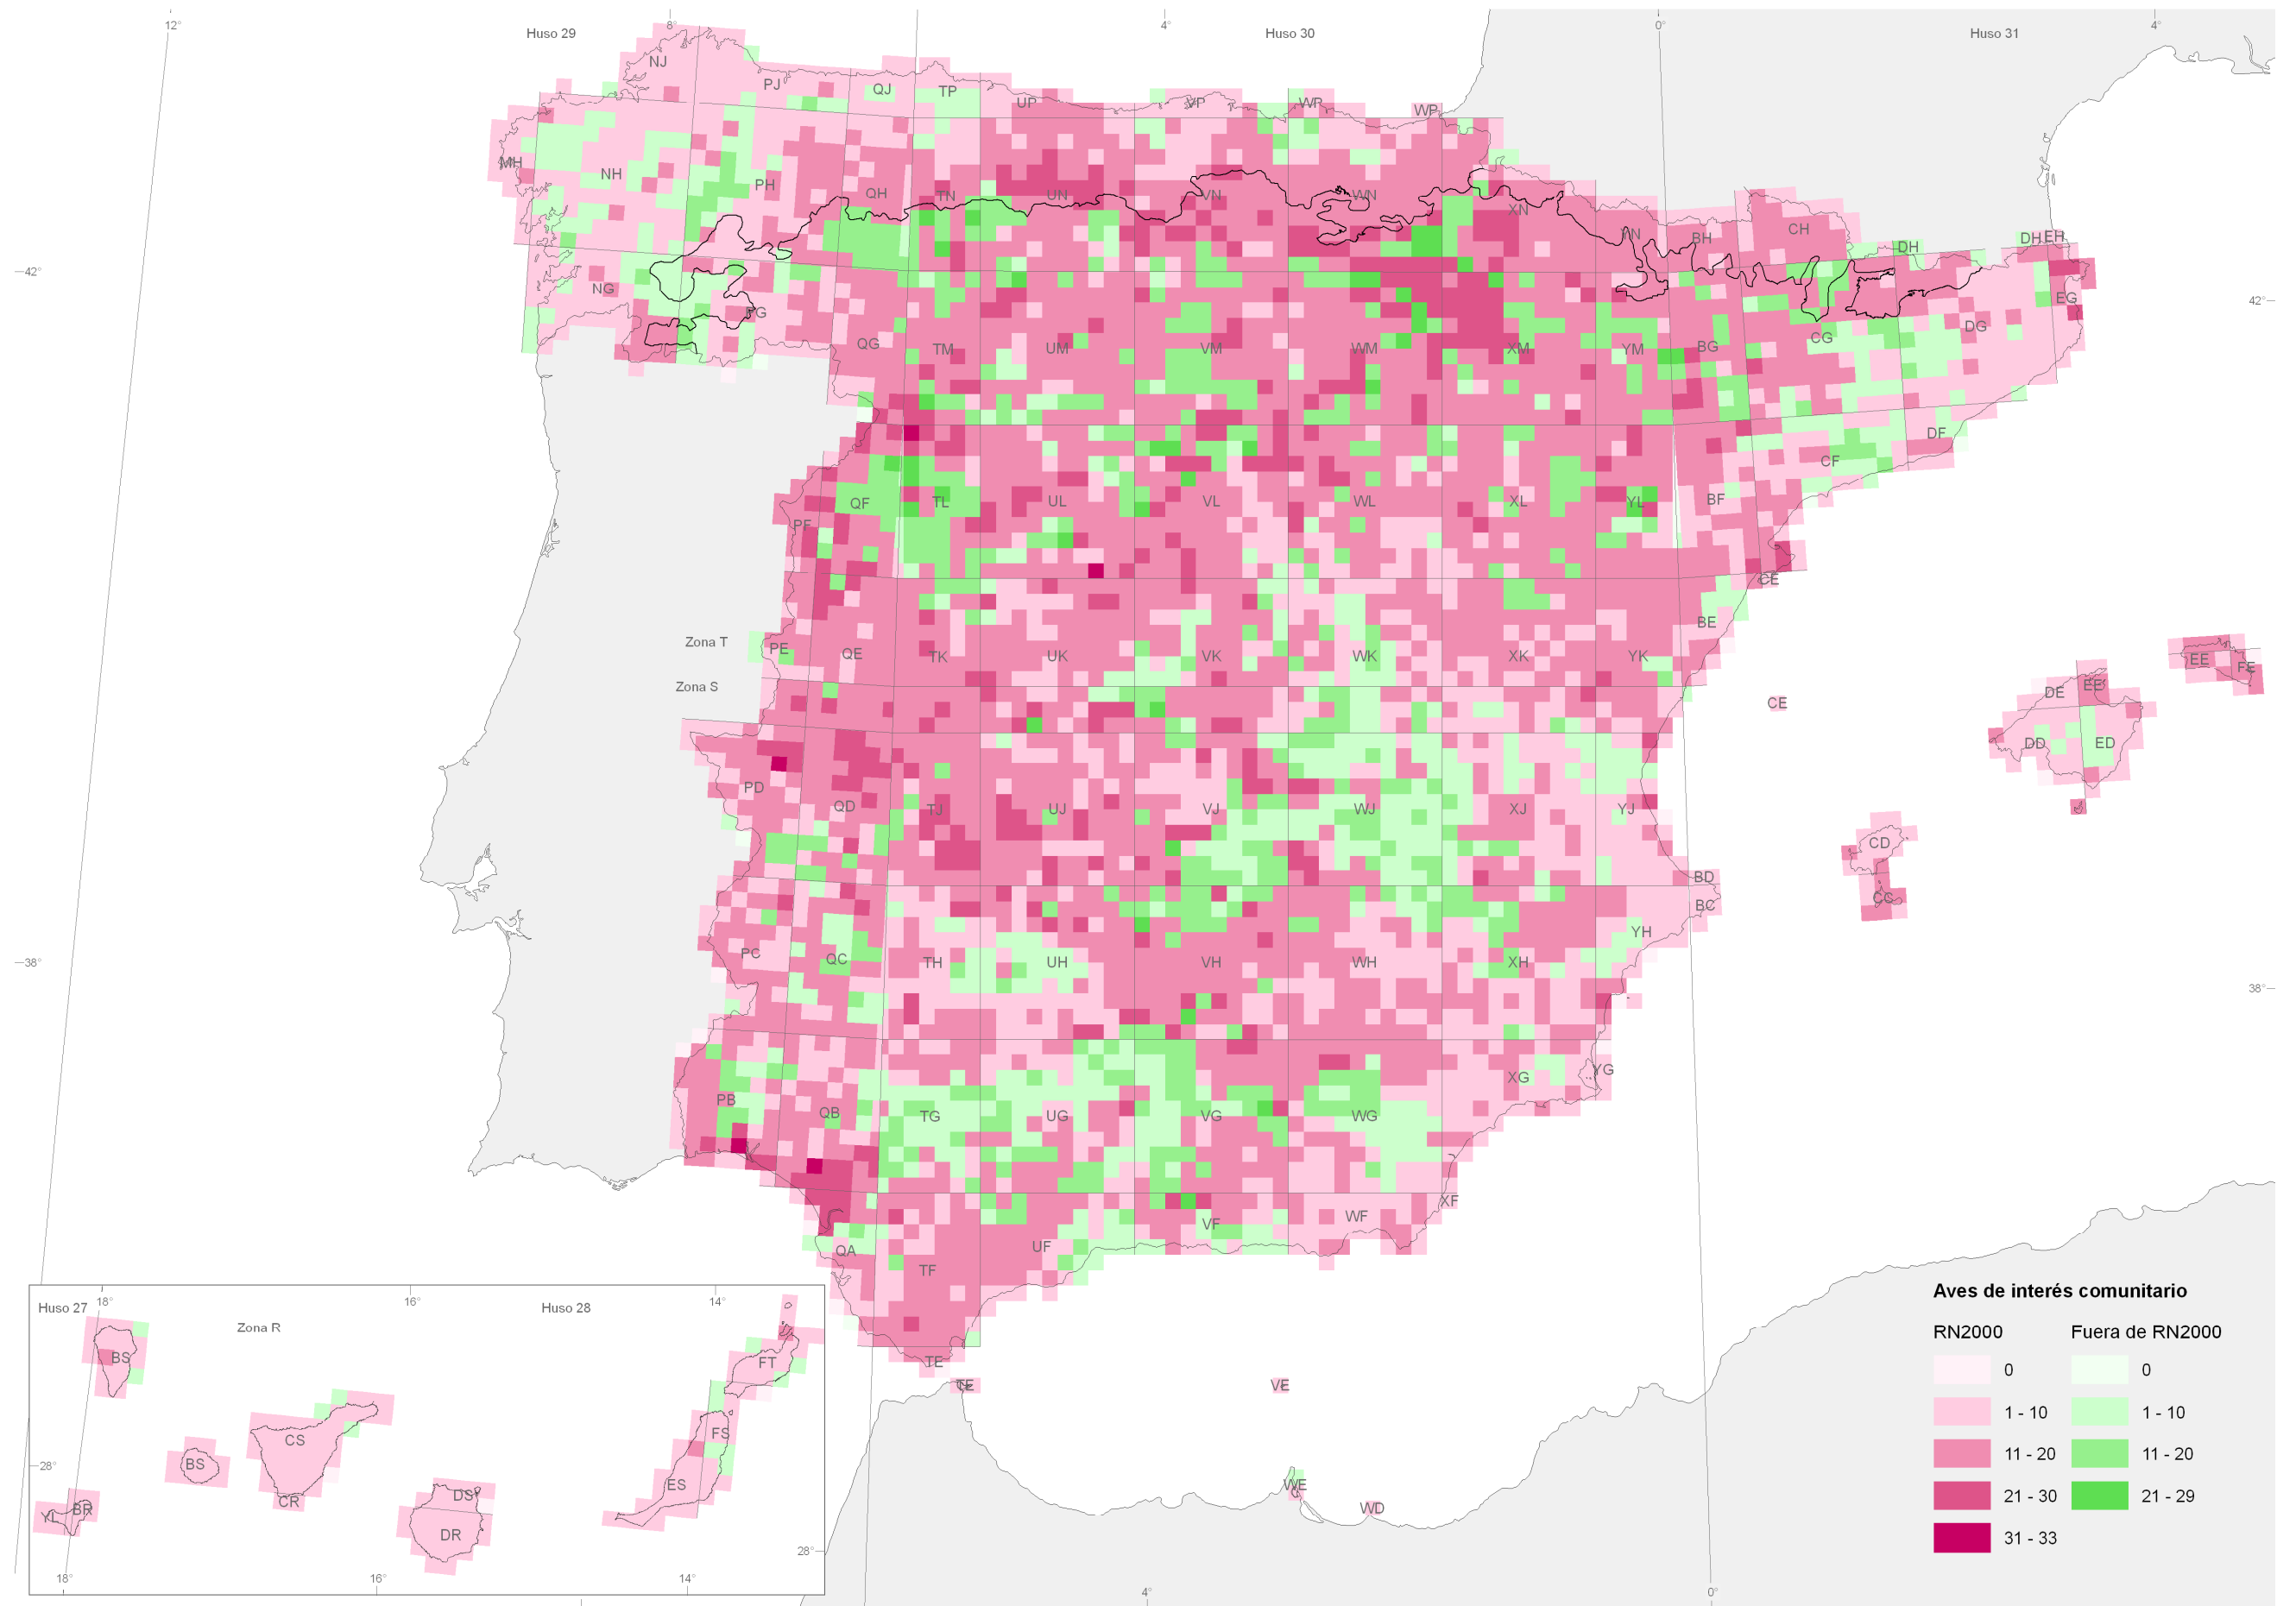 12° 8° 4° 0° 4°
Huso 29 Huso 30 Huso 31
NJ PJ QJ TP UP VP WP WP
MH NH PH QH TN UN VN WN XN YN BH CH DH DH EH
42° 42°
NG PG QG TM UM VM WM XM YM BG CG DG EG
QF TL UL VL WL XL YL BF CF DF
PF
CE
Zona T
PE QE TK UK VK WK XK YK BE
Zona S
CE
EE FE
DE EE
DD ED
PD QD TJ UJ VJ WJ XJ YJ
CD
BD
CC
BC
PC QC TH UH VH WH XH YH
38° 38°
PB QB TG UG VG WG XG YG
QA TF UF VF WF XF
TE
TE
VE
WE
WD
Huso 27 18° 16° Huso 28 14°
Zona R
BS FT
CS FS
BS
28° ES
CR DS
YL BR DR
28°
18° 16° 14°
4° 0°
Aves de interés comunitario
RN2000 Fuera de RN2000
0 0
1 - 10 1 - 10
11 - 20 11 - 20
21 - 30 21 - 29
31 - 33